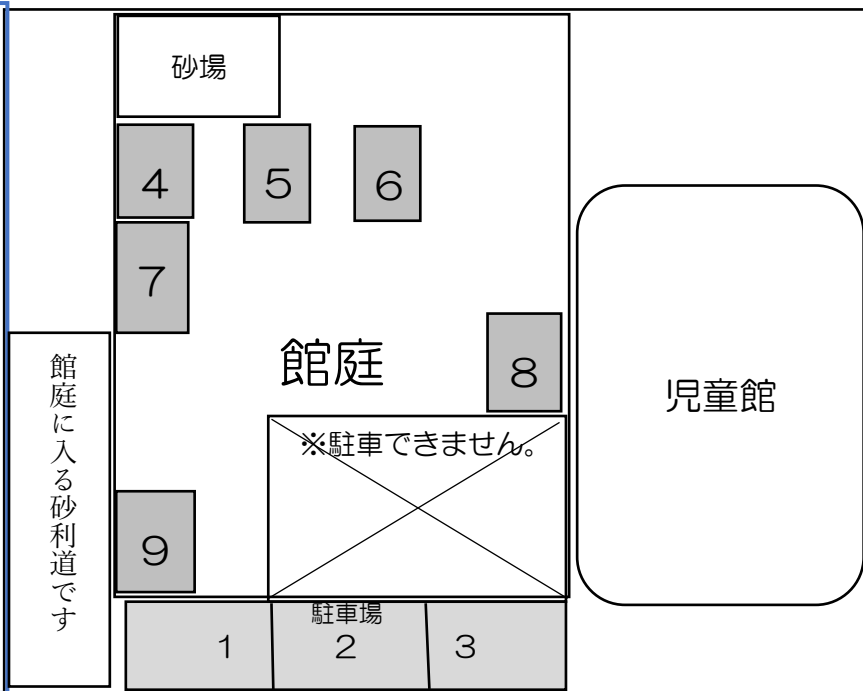 砂場
４
５
６
７
館庭
８
児童館
※駐車できません。
館庭に入る砂利道です
９
駐車場
１
２
３